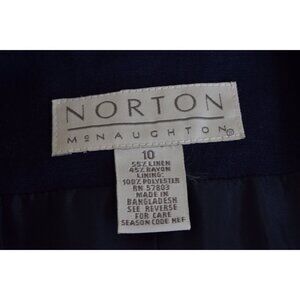 NORTON
McNAUGHTON®
10
55% LINEN
45% RAYON
LINING:
100% POLYESTER
RN 57803
MADE IN
BANGLADESH
SEE REVERSE
FOR CARE
SEASON CODE HEF